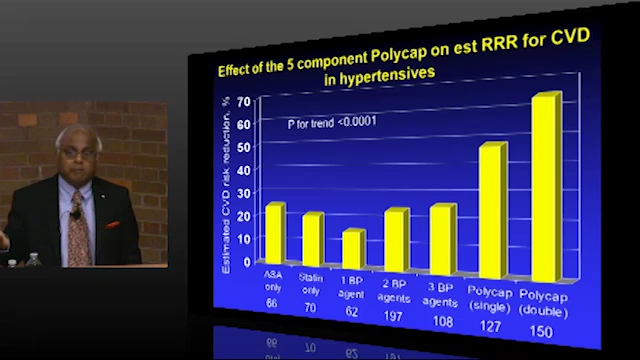 Effect of the 5 component Polycap on est RRR for CVD
in hypertensives
Estimated CVD risk reduction, %
70
60
50
40
30
20
10
0
P for trend <0.0001
ASA only
Statin only
1 BP agent
2 BP agents
3 BP agents
Polycap (single)
Polycap (double)
66 70 62 197 108 127 150